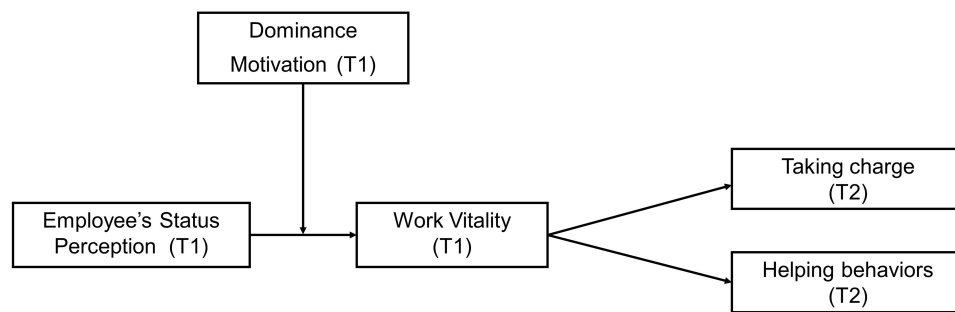 Dominance
Motivation (T1)
Employee’s Status
Perception (T1)
Work Vitality
(T1)
Taking charge
(T2)
Helping behaviors
(T2)